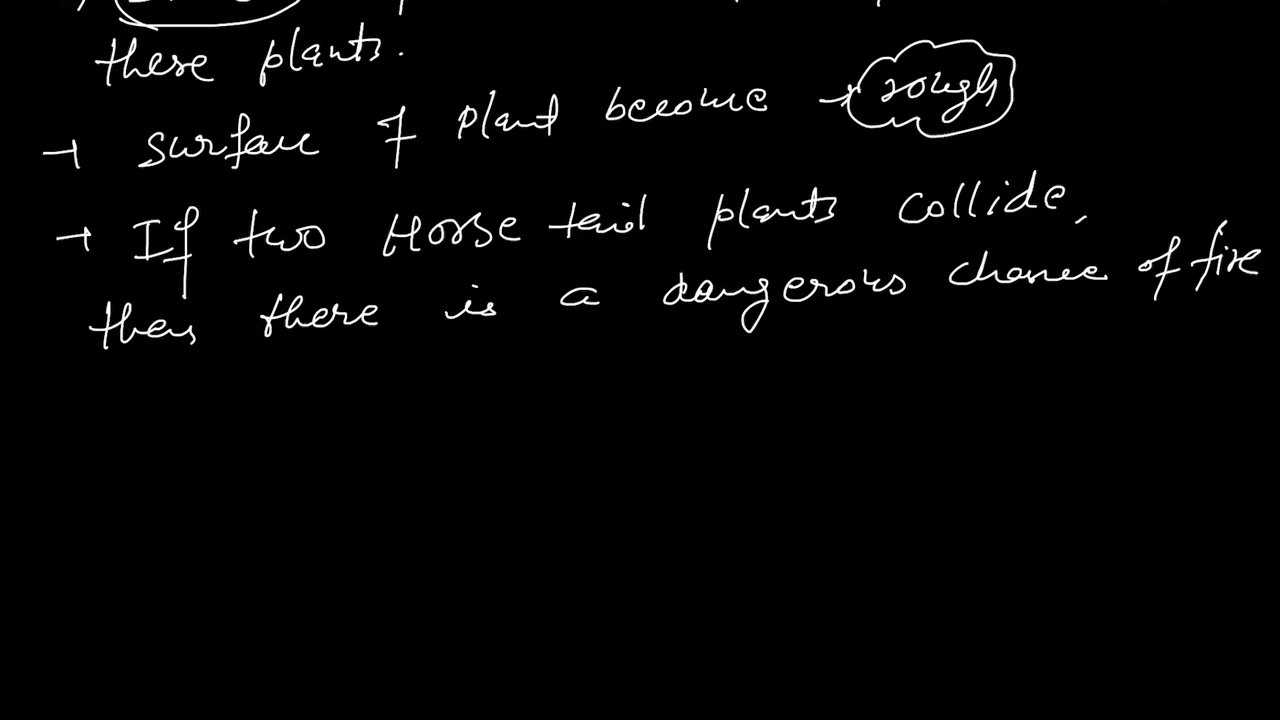 these plants.
→ surface of plant become → rough
→ If two Horse tail plants collide,
then there is a dangerous chance of fire